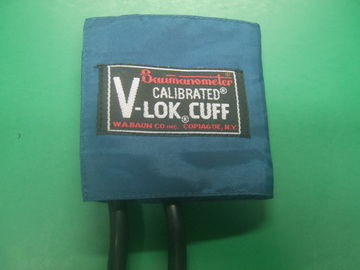 Baumanometer®
CALIBRATED®
V-LOK® CUFF
W.A.BAUM CO INC. COPIAGUE, N.Y.